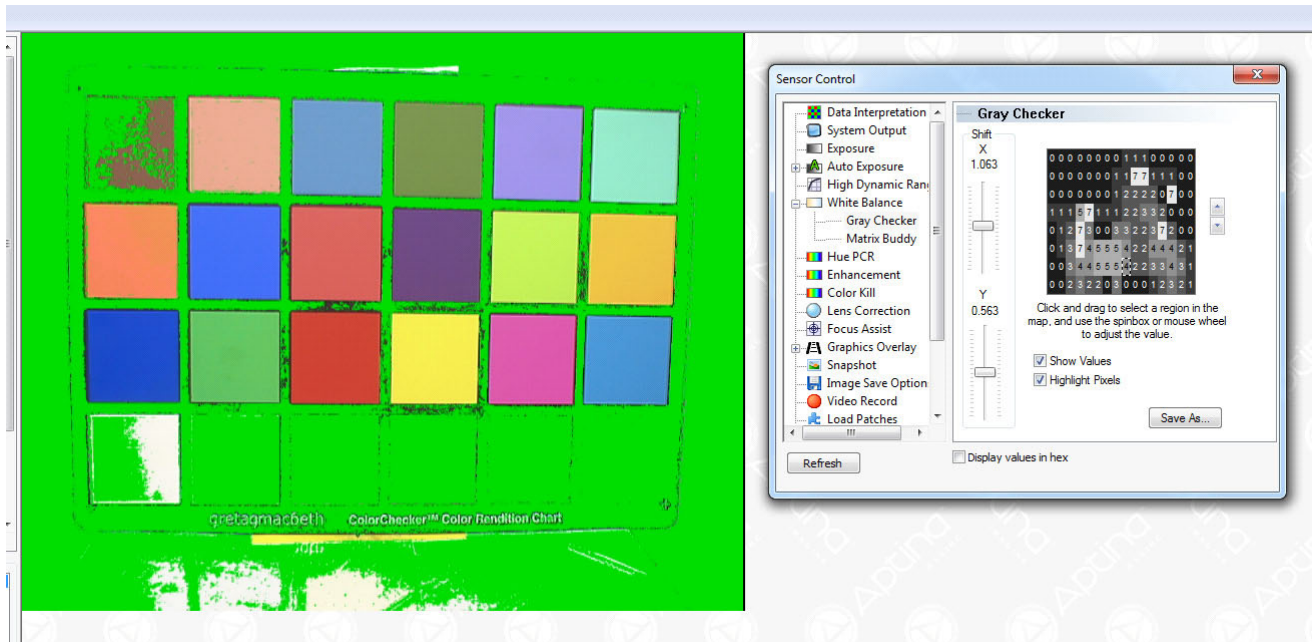 Sensor Control
Data Interpretation
System Output
Exposure
Auto Exposure
High Dynamic Ran
White Balance
Gray Checker
Matrix Buddy
Hue PCR
Enhancement
Color Kill
Lens Correction
Focus Assist
Graphics Overlay
Snapshot
Image Save Option
Video Record
Load Patches
Refresh
Gray Checker
Shift
X
1.063
Y
0.563
0 0 0 0 0 0 0 0 1 1 1 0 0 0 0 0
0 0 0 0 0 0 0 1 1 7 7 1 1 1 0 0
0 0 0 0 0 0 0 1 2 2 2 2 0 7 0 0
1 1 1 5 7 1 1 1 2 2 3 3 2 0 0 0
0 1 2 7 3 0 0 3 3 2 2 3 7 2 0 0
0 1 3 7 4 5 5 5 4 2 2 4 4 4 2 1
0 0 3 4 4 5 5 5 4 2 2 3 3 4 3 1
0 0 2 3 2 2 0 3 0 0 0 1 2 3 2 1
Click and drag to select a region in the
map, and use the spinbox or mouse wheel
to adjust the value.
Show Values
Highlight Pixels
Save As...
Display values in hex
gretagmacbeth ColorChecker™ Color Rendition Chart
Aptina